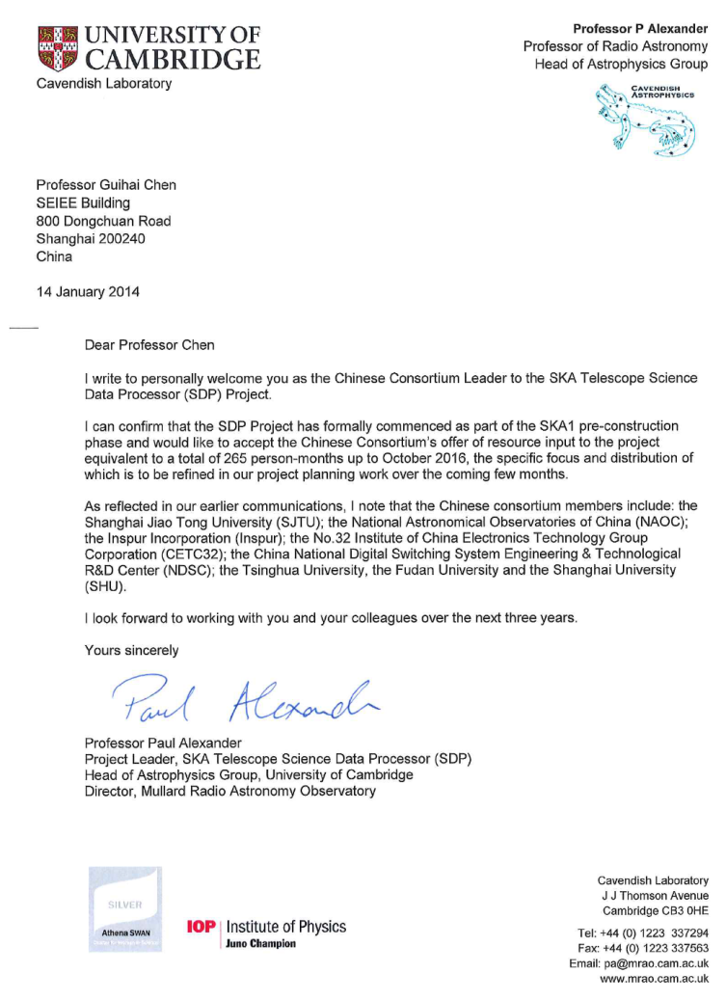 UNIVERSITY OF
CAMBRIDGE
Cavendish Laboratory
Professor P Alexander
Professor of Radio Astronomy
Head of Astrophysics Group
CAVENDISH
ASTROPHYSICS
Professor Guihai Chen
SEIEE Building
800 Dongchuan Road
Shanghai 200240
China
14 January 2014
Dear Professor Chen
I write to personally welcome you as the Chinese Consortium Leader to the SKA Telescope Science
Data Processor (SDP) Project.
I can confirm that the SDP Project has formally commenced as part of the SKA1 pre-construction
phase and would like to accept the Chinese Consortium's offer of resource input to the project
equivalent to a total of 265 person-months up to October 2016, the specific focus and distribution of
which is to be refined in our project planning work over the coming few months.
As reflected in our earlier communications, I note that the Chinese consortium members include: the
Shanghai Jiao Tong University (SJTU); the National Astronomical Observatories of China (NAOC);
the Inspur Incorporation (Inspur); the No.32 Institute of China Electronics Technology Group
Corporation (CETC32); the China National Digital Switching System Engineering & Technological
R&D Center (NDSC); the Tsinghua University, the Fudan University and the Shanghai University
(SHU).
I look forward to working with you and your colleagues over the next three years.
Yours sincerely
Paul Alexander
Professor Paul Alexander
Project Leader, SKA Telescope Science Data Processor (SDP)
Head of Astrophysics Group, University of Cambridge
Director, Mullard Radio Astronomy Observatory
SILVER
Athena SWAN
IOP Institute of Physics
Juno Champion
Cavendish Laboratory
J J Thomson Avenue
Cambridge CB3 0HE
Tel: +44 (0) 1223 337294
Fax: +44 (0) 1223 337563
Email: pa@mrao.cam.ac.uk
www.mrao.cam.ac.uk